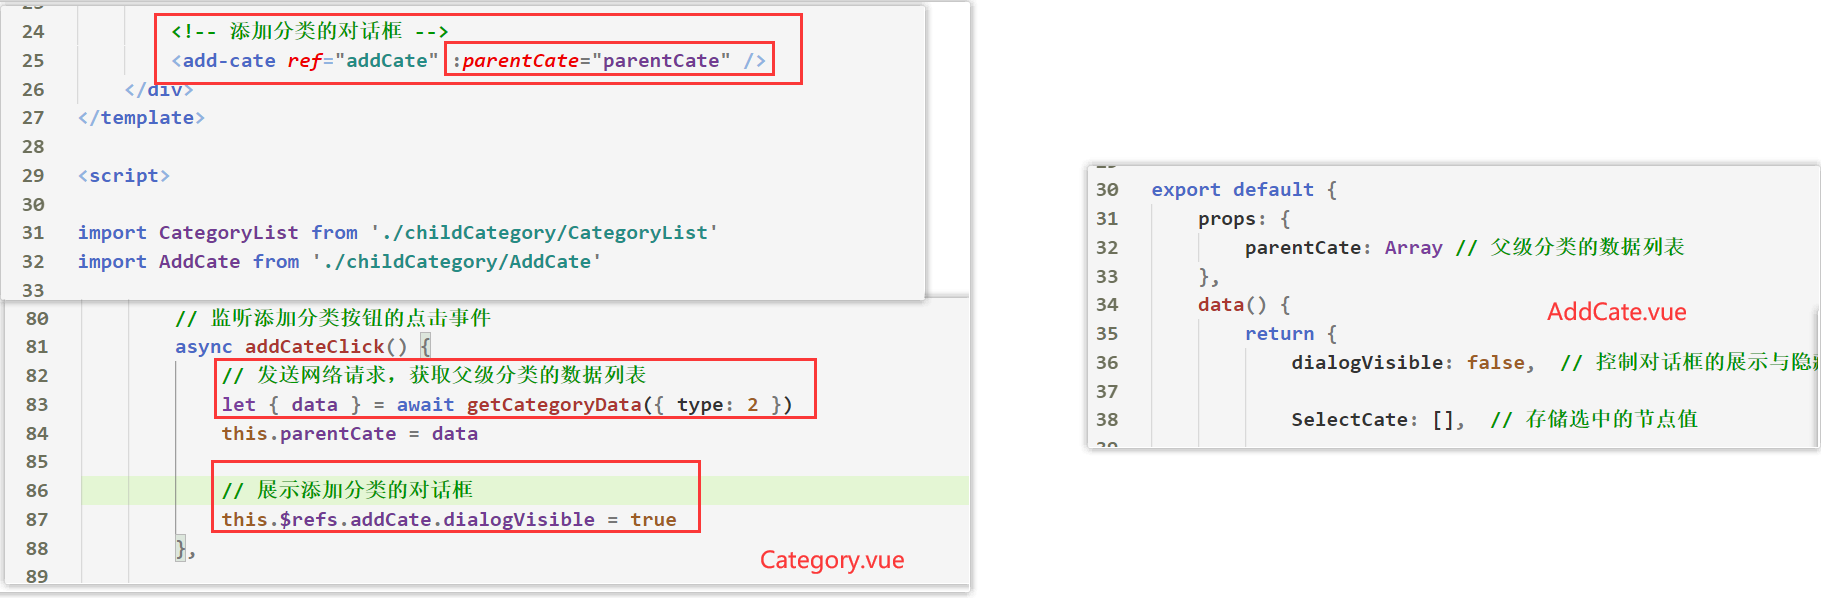 24 <!-- 添加分类的对话框 -->
25 <add-cate ref="addCate" :parentCate="parentCate" />
26 </div>
27 </template>
28
29 <script>
30
31 import CategoryList from './childCategory/CategoryList'
32 import AddCate from './childCategory/AddCate'
33
80 // 监听添加分类按钮的点击事件
81 async addCateClick() {
82 // 发送网络请求，获取父级分类的数据列表
83 let { data } = await getCategoryData({ type: 2 })
84 this.parentCate = data
85
86 // 展示添加分类的对话框
87 this.$refs.addCate.dialogVisible = true
88 },
89
Category.vue
30 export default {
31 props: {
32 parentCate: Array // 父级分类的数据列表
33 },
34 data() {
35 return {
36 dialogVisible: false, // 控制对话框的展示与隐
37
38 SelectCate: [], // 存储选中的节点值
AddCate.vue